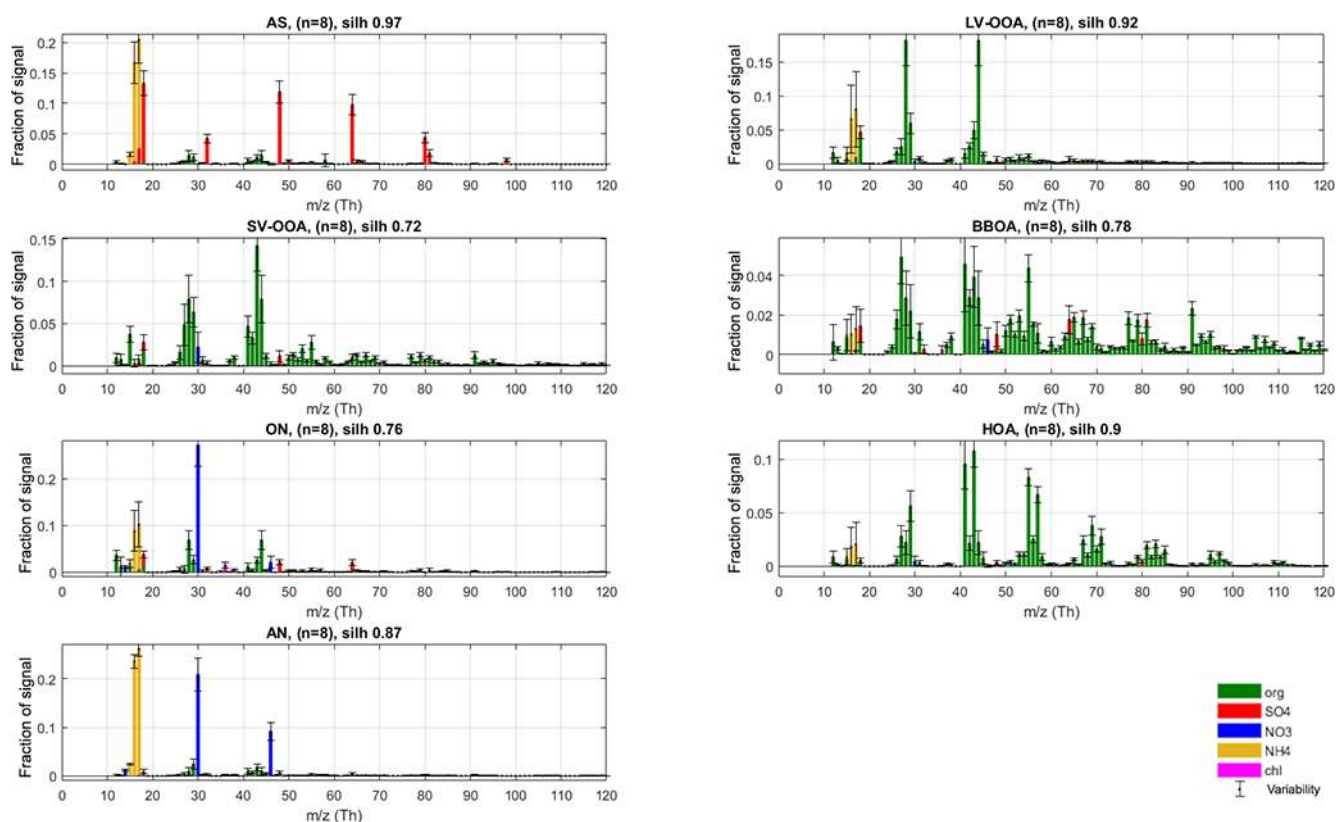 AS, (n=8), silh 0.97
Fraction of signal
0.2
0.15
0.1
0.05
0
0 10 20 30 40 50 60 70 80 90 100 110 120
m/z (Th)
LV-OOA, (n=8), silh 0.92
Fraction of signal
0.15
0.1
0.05
0
0 10 20 30 40 50 60 70 80 90 100 110 120
m/z (Th)
SV-OOA, (n=8), silh 0.72
Fraction of signal
0.15
0.1
0.05
0
0 10 20 30 40 50 60 70 80 90 100 110 120
m/z (Th)
BBOA, (n=8), silh 0.78
Fraction of signal
0.04
0.02
0
0 10 20 30 40 50 60 70 80 90 100 110 120
m/z (Th)
ON, (n=8), silh 0.76
Fraction of signal
0.2
0.1
0
0 10 20 30 40 50 60 70 80 90 100 110 120
m/z (Th)
HOA, (n=8), silh 0.9
Fraction of signal
0.1
0.05
0
0 10 20 30 40 50 60 70 80 90 100 110 120
m/z (Th)
AN, (n=8), silh 0.87
Fraction of signal
0.2
0.1
0
0 10 20 30 40 50 60 70 80 90 100 110 120
m/z (Th)
org
SO4
NO3
NH4
chl
Variability